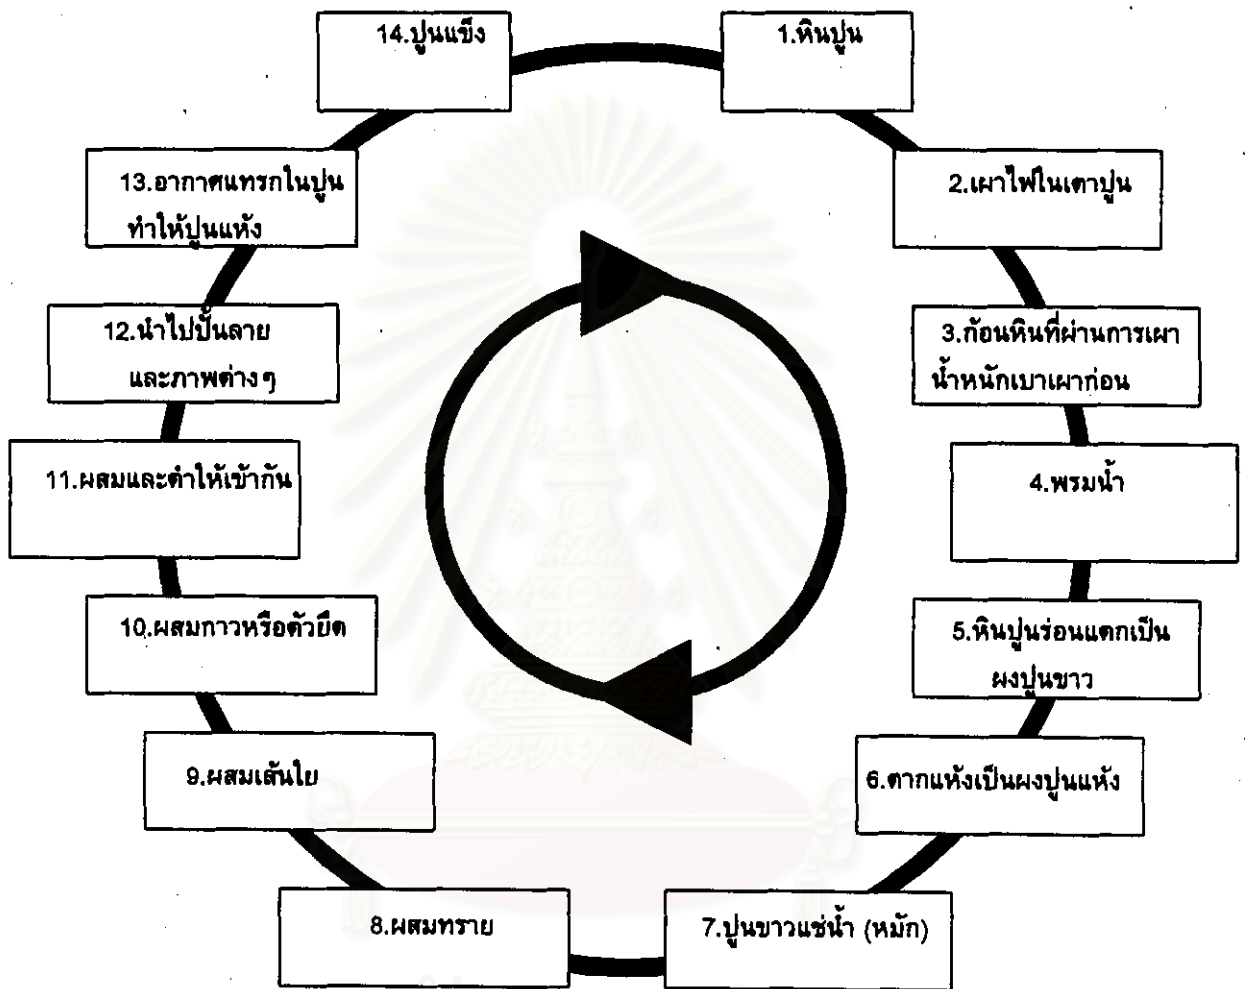 1.หินปูน
2.เผาไฟในเตาปูน
3.ก้อนหินที่ผ่านการเผา
น้ำหนักเบาเผาก่อน
4.พรมน้ำ
5.หินปูนร่อนแตกเป็น
ผงปูนขาว
6.ตากแห้งเป็นผงปูนแห้ง
7.ปูนขาวแช่น้ำ (หมัก)
8.ผสมทราย
9.ผสมเส้นใย
10.ผสมกาวหรือตัวยึด
11.ผสมและตำให้เข้ากัน
12.นำไปปั้นลาย
และภาพต่างๆ
13.อากาศแทรกในปูน
ทำให้ปูนแห้ง
14.ปูนแข็ง